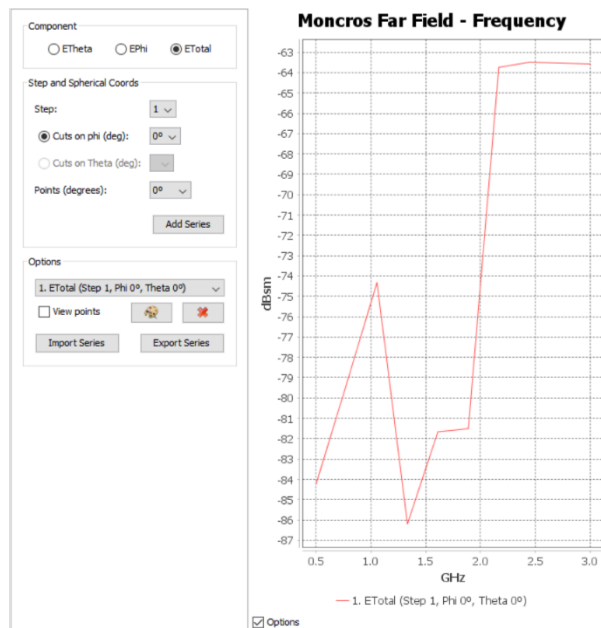 Component
ETheta EPhi ETotal
Step and Spherical Coords
Step: 1
Cuts on phi (deg): 0º
Cuts on Theta (deg):
Points (degrees): 0º
Add Series
Options
1. ETotal (Step 1, Phi 0º, Theta 0º)
View points
Import Series Export Series
Moncros Far Field - Frequency
-63
-64
-65
-66
-67
-68
-69
-70
-71
-72
-73
-74
-75
-76
-77
-78
-79
-80
-81
-82
-83
-84
-85
-86
-87
dBsm
0.5 1.0 1.5 2.0 2.5 3.0
GHz
1. ETotal (Step 1, Phi 0º, Theta 0º)
Options